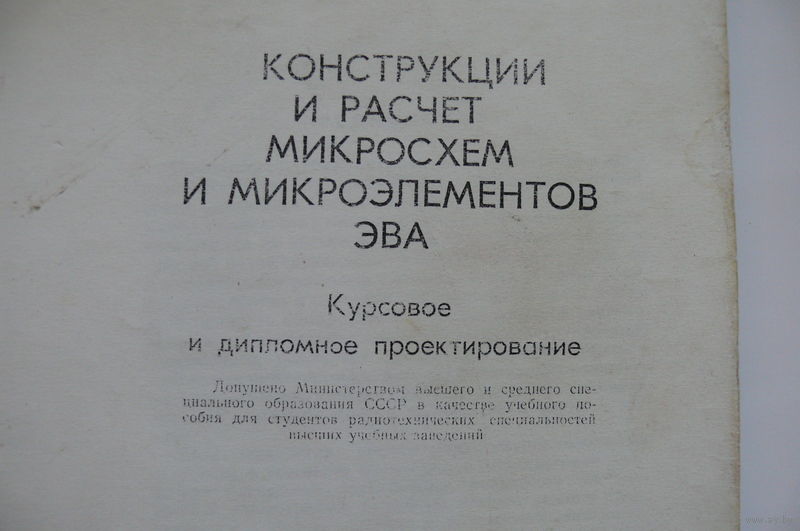 КОНСТРУКЦИИ
И РАСЧЕТ
МИКРОСХЕМ
И МИКРОЭЛЕМЕНТОВ
ЭВА
Курсовое
и дипломное проектирование
Допущено Министерством высшего и среднего спе-
циального образования СССР в качестве учебного по-
собия для студентов радиотехнических специальностей
высших учебных заведений